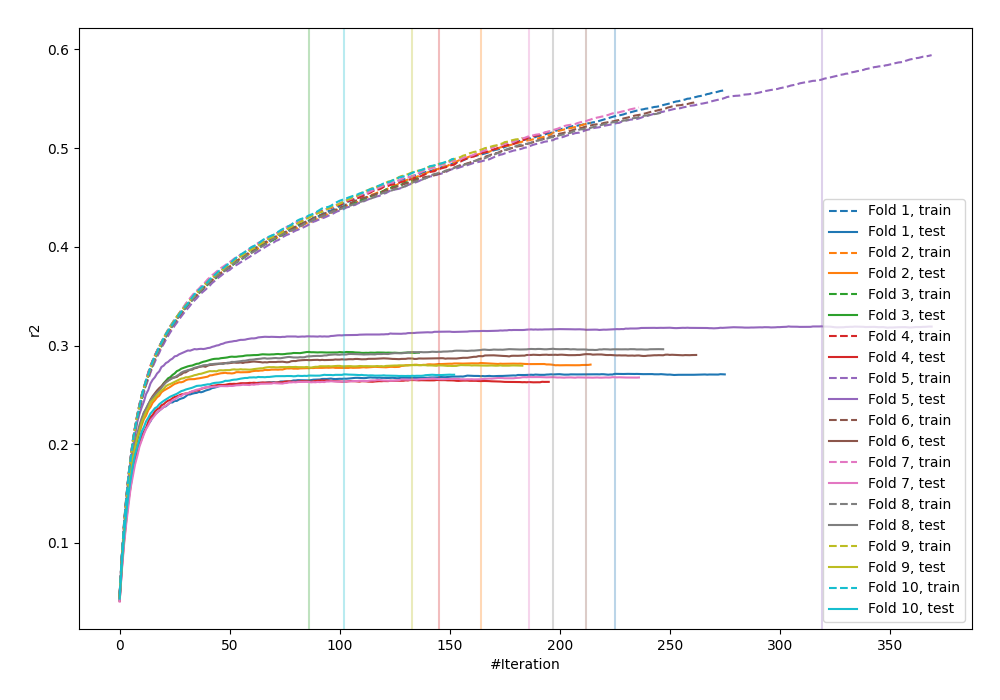 0.6
0.5
0.4
0.3
0.2
0.1
r2
0
50
100
150
200
250
300
350
#Iteration
Fold 1, train
Fold 1, test
Fold 2, train
Fold 2, test
Fold 3, train
Fold 3, test
Fold 4, train
Fold 4, test
Fold 5, train
Fold 5, test
Fold 6, train
Fold 6, test
Fold 7, train
Fold 7, test
Fold 8, train
Fold 8, test
Fold 9, train
Fold 9, test
Fold 10, train
Fold 10, test